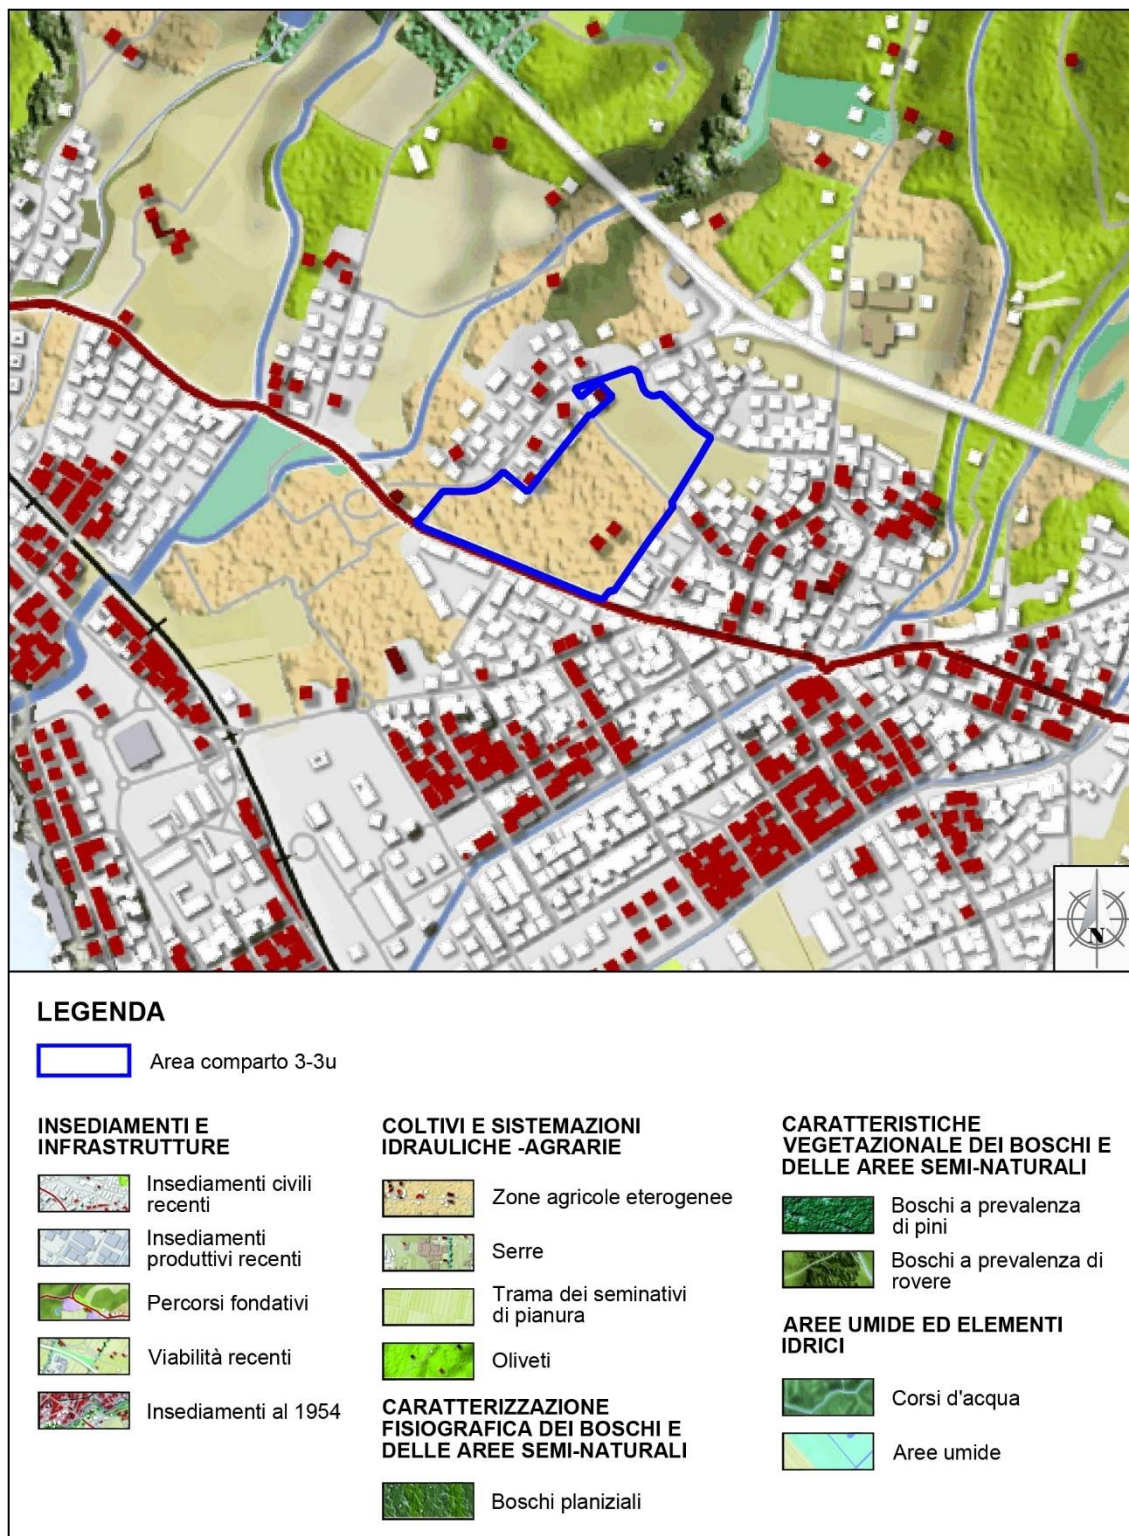 N
LEGENDA
Area comparto 3-3u
INSEDIAMENTI E
INFRASTRUTTURE
Insediamenti civili
recenti
Insediamenti
produttivi recenti
Percorsi fondativi
Viabilità recenti
Insediamenti al 1954
COLTIVI E SISTEMAZIONI
IDRAULICHE -AGRARIE
Zone agricole eterogenee
Serre
Trama dei seminativi
di pianura
Oliveti
CARATTERIZZAZIONE
FISIOGRAFICA DEI BOSCHI E
DELLE AREE SEMI-NATURALI
Boschi planiziali
CARATTERISTICHE
VEGETAZIONALE DEI BOSCHI E
DELLE AREE SEMI-NATURALI
Boschi a prevalenza
di pini
Boschi a prevalenza di
rovere
AREE UMIDE ED ELEMENTI
IDRICI
Corsi d'acqua
Aree umide